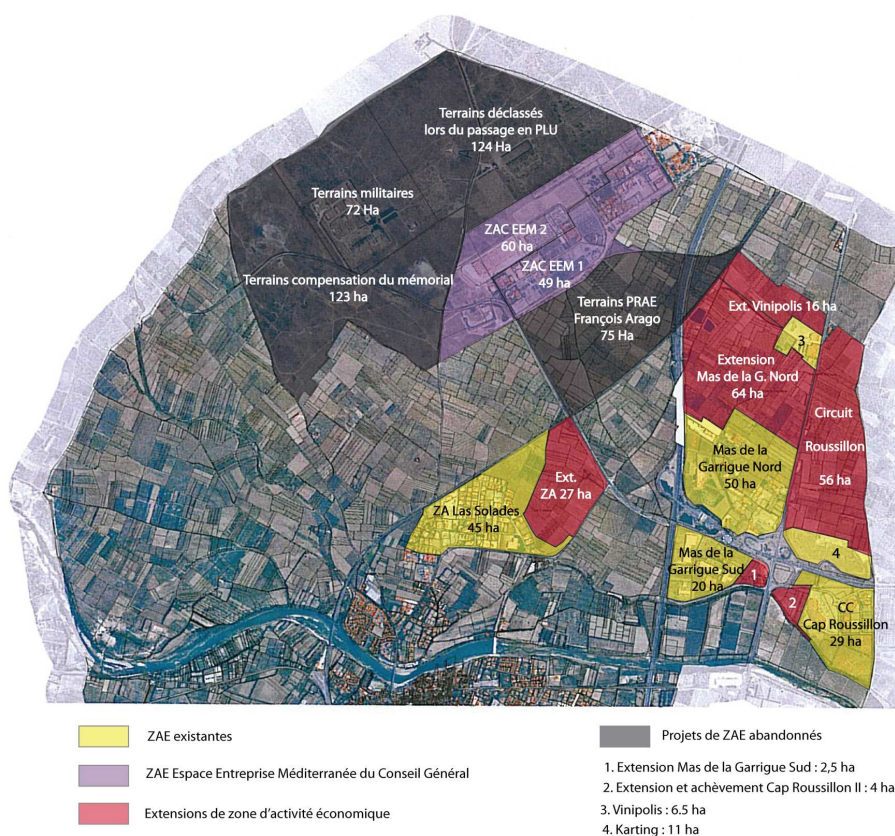 Terrains déclassés
lors du passage en PLU
124 Ha
Terrains militaires
72 Ha
ZAC EEM 2
60 ha
ZAC EEM 1
49 ha
Terrains compensation du mémorial
123 ha
Terrains PRAE
François Arago
75 Ha
Ext. Vinipolis 16 ha
3
Extension
Mas de la G. Nord
64 ha
Circuit
Roussillon
56 ha
Mas de la
Garrigue Nord
50 ha
Ext.
ZA 27 ha
ZA Las Solades
45 ha
Mas de la
Garrigue Sud
20 ha
1
4
2
CC
Cap Roussillon
29 ha
ZAE existantes
ZAE Espace Entreprise Méditerranée du Conseil Général
Extensions de zone d'activité économique
Projets de ZAE abandonnés
1. Extension Mas de la Garrigue Sud : 2,5 ha
2. Extension et achèvement Cap Roussillon II : 4 ha
3. Vinipolis : 6.5 ha
4. Karting : 11 ha